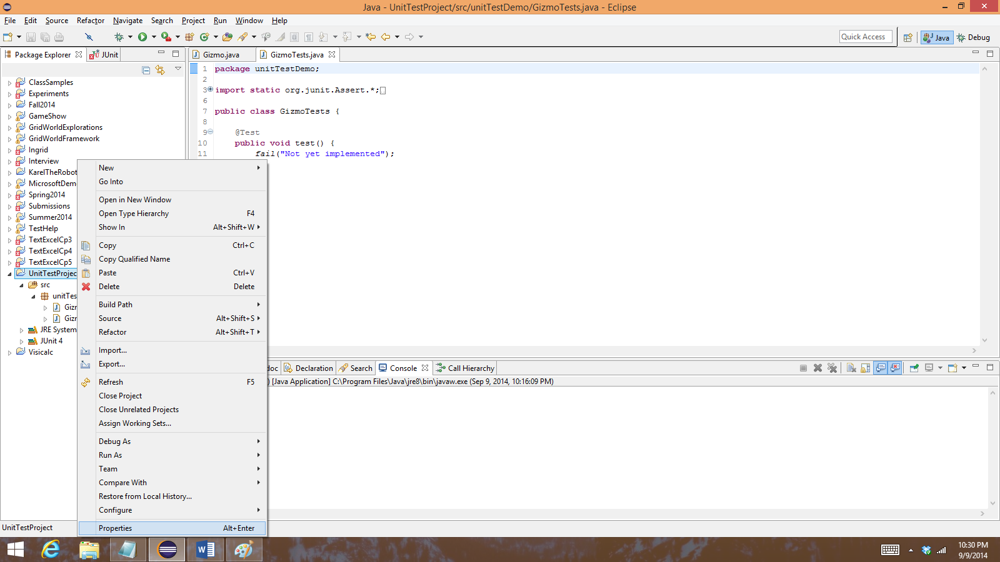 Java - UnitTestProject/src/unitTestDemo/GizmoTests.java - Eclipse
File Edit Source Refactor Navigate Search Project Run Window Help
Quick Access Java Debug
Package Explorer JUnit
Gizmo.java GizmoTests.java
ClassSamples
Experiments
Fall2014
GameShow
GridWorldExplorations
GridWorldFramework
Ingrid
Interview
KarelTheRobot
MicrosoftDem
Spring2014
Submissions
Summer2014
TestHelp
TextExcelCp3
TextExcelCp4
TextExcelCp5
UnitTestProjec
src
unitTes
Giz
Giz
JRE System
JUnit 4
Visicalc
1 package unitTestDemo;
2
3 import static org.junit.Assert.*;
6
7 public class GizmoTests {
8
9 @Test
10 public void test() {
11 fail("Not yet implemented");
New
Go Into
Open in New Window
Open Type Hierarchy F4
Show In Alt+Shift+W
Copy Ctrl+C
Copy Qualified Name
Paste Ctrl+V
Delete Delete
Build Path
Source Alt+Shift+S
Refactor Alt+Shift+T
Import...
Export...
Refresh F5
Close Project
Close Unrelated Projects
Assign Working Sets...
Debug As
Run As
Team
Compare With
Restore from Local History...
Configure
Properties Alt+Enter
doc Declaration Search Console Call Hierarchy
) [Java Application] C:\Program Files\Java\jre8\bin\javaw.exe (Sep 9, 2014, 10:16:09 PM)
UnitTestProject
10:30 PM
9/9/2014